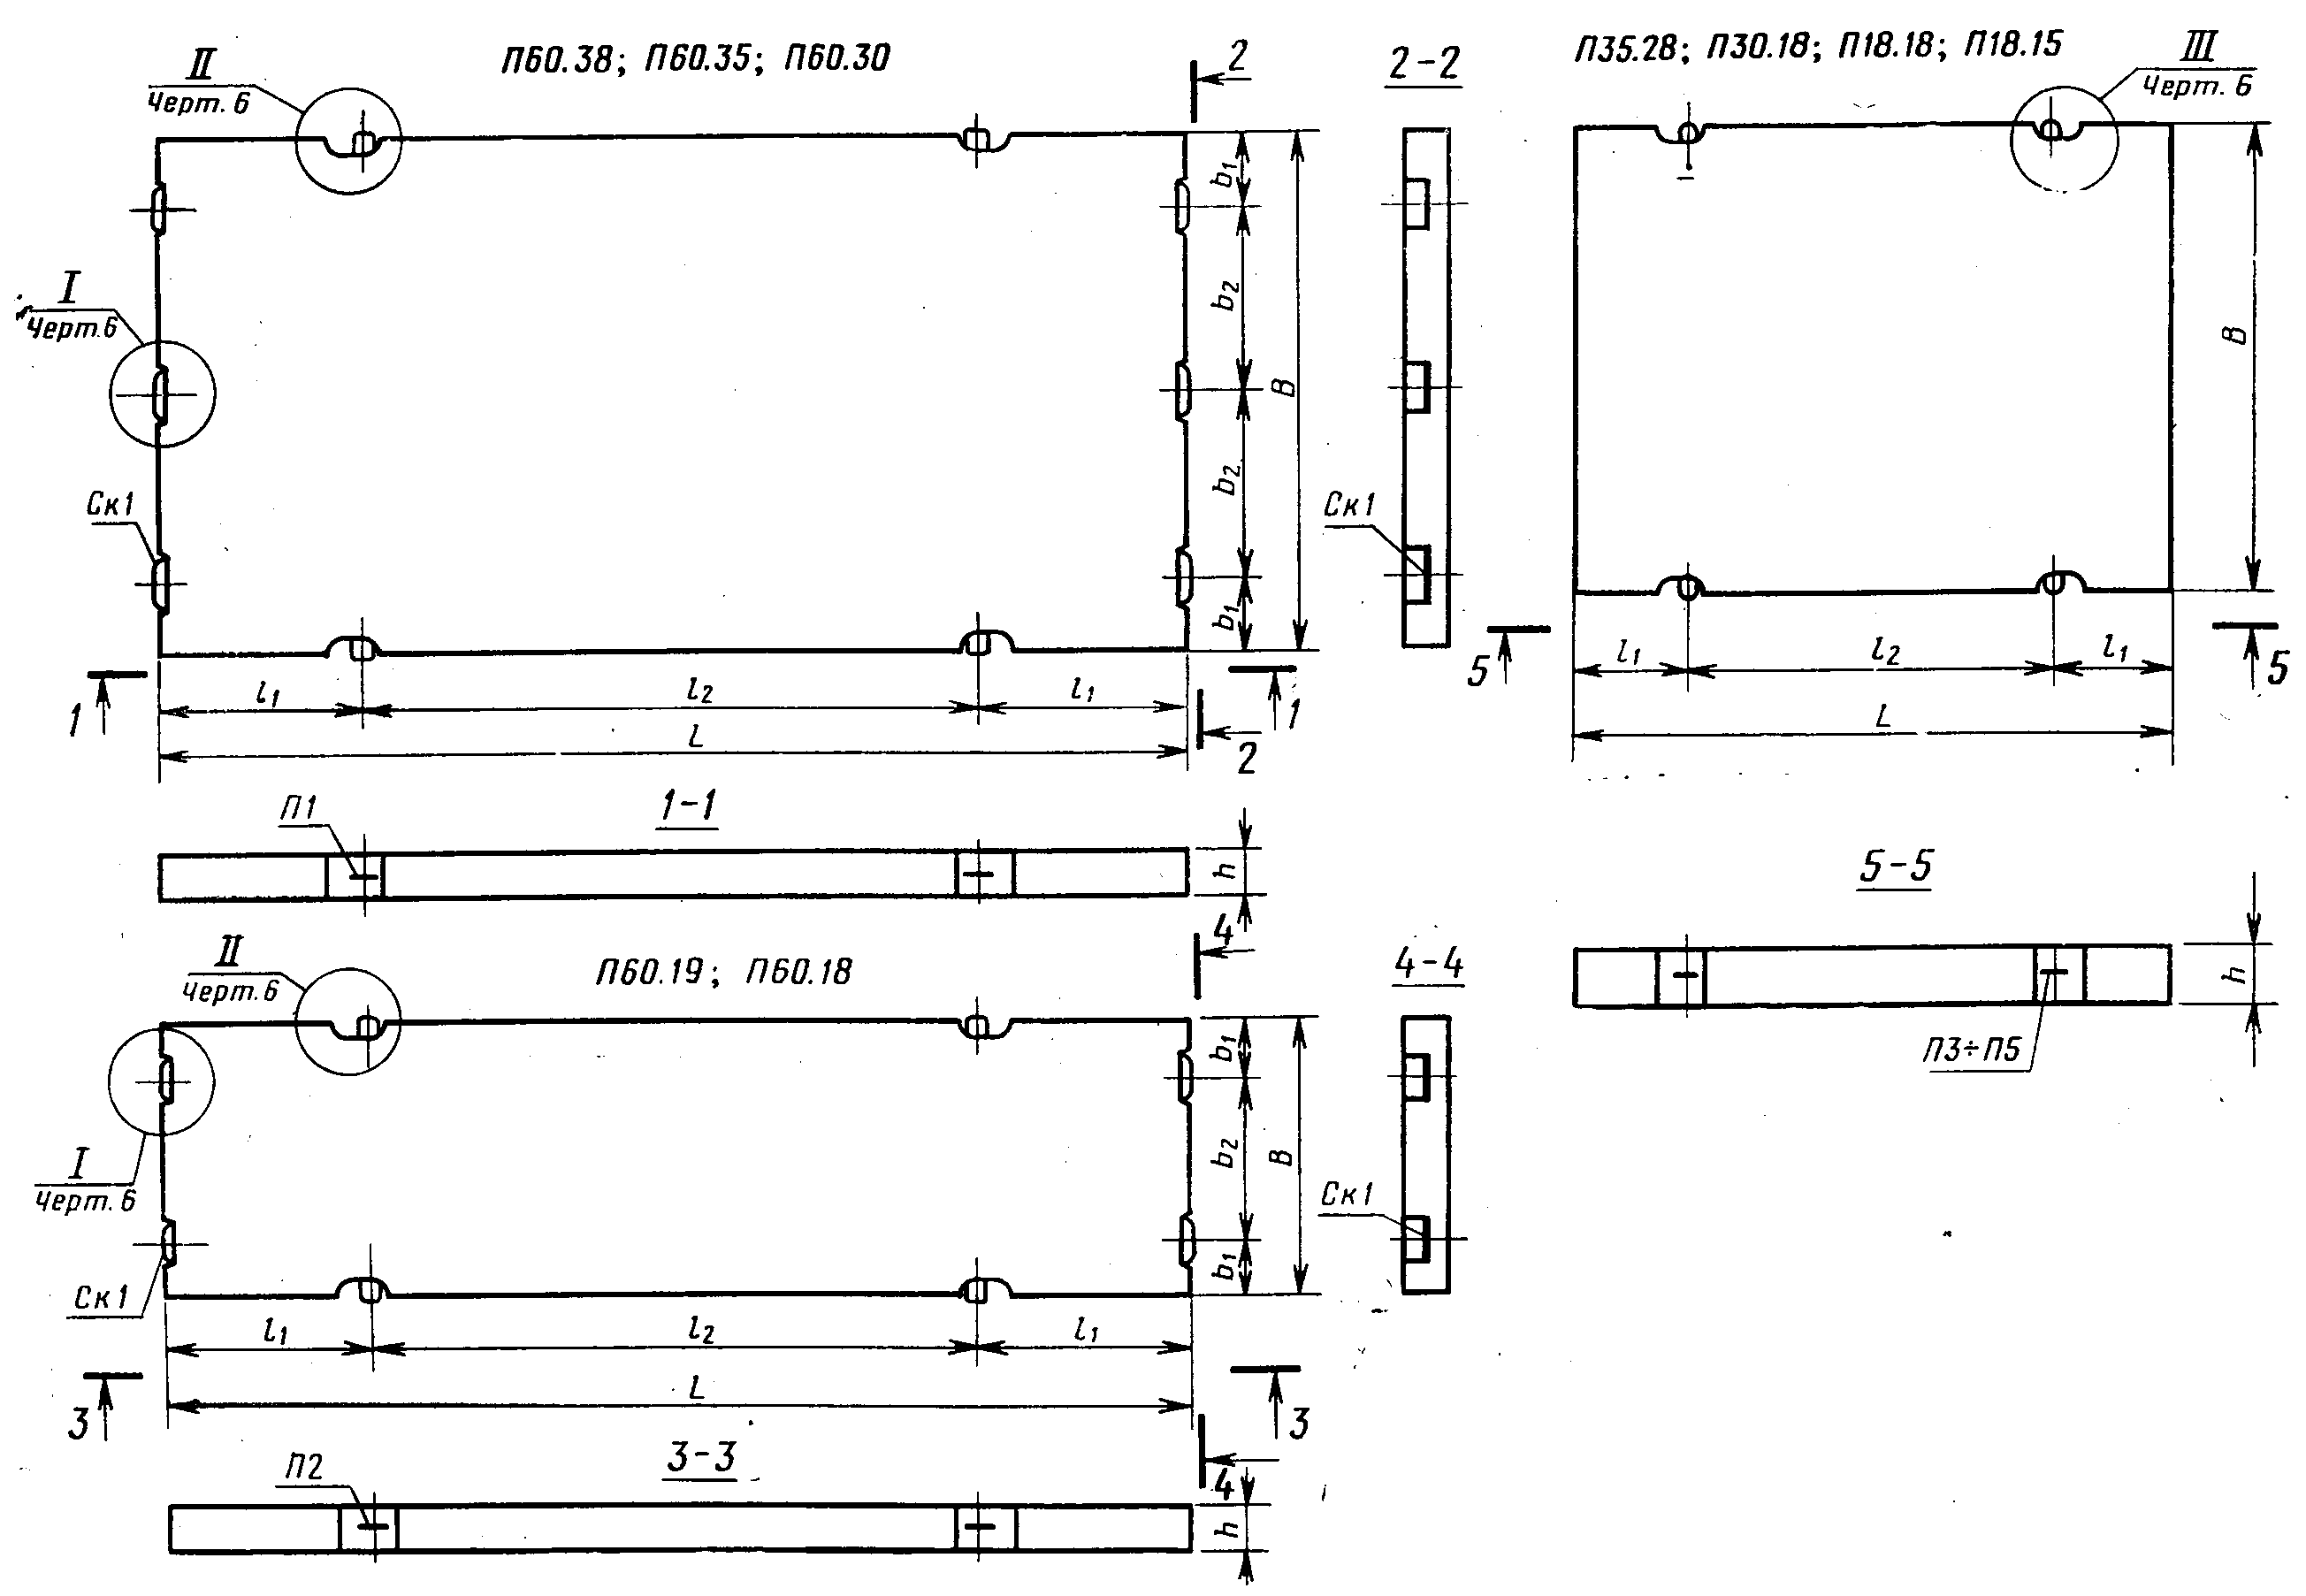 П60.38; П60.35; П60.30
II
Черт. 6
2
2-2
П35.28; П30.18; П18.18; П18.15
III
Черт. 6
b₁
I
Черт.6
b₂
B
B
b₂
Ск1
Ск1
b₁
l₁
l₂
l₁
1
1
L
2
5
5
l₁
l₂
l₁
L
П1
1-1
h
4
5-5
h
П3÷П5
II
Черт.6
П60.19; П60.18
4-4
b₁
I
Черт. 6
b₂
B
Ск1
Ск1
b₁
l₁
l₂
l₁
L
3
3
П2
3-3
4
h